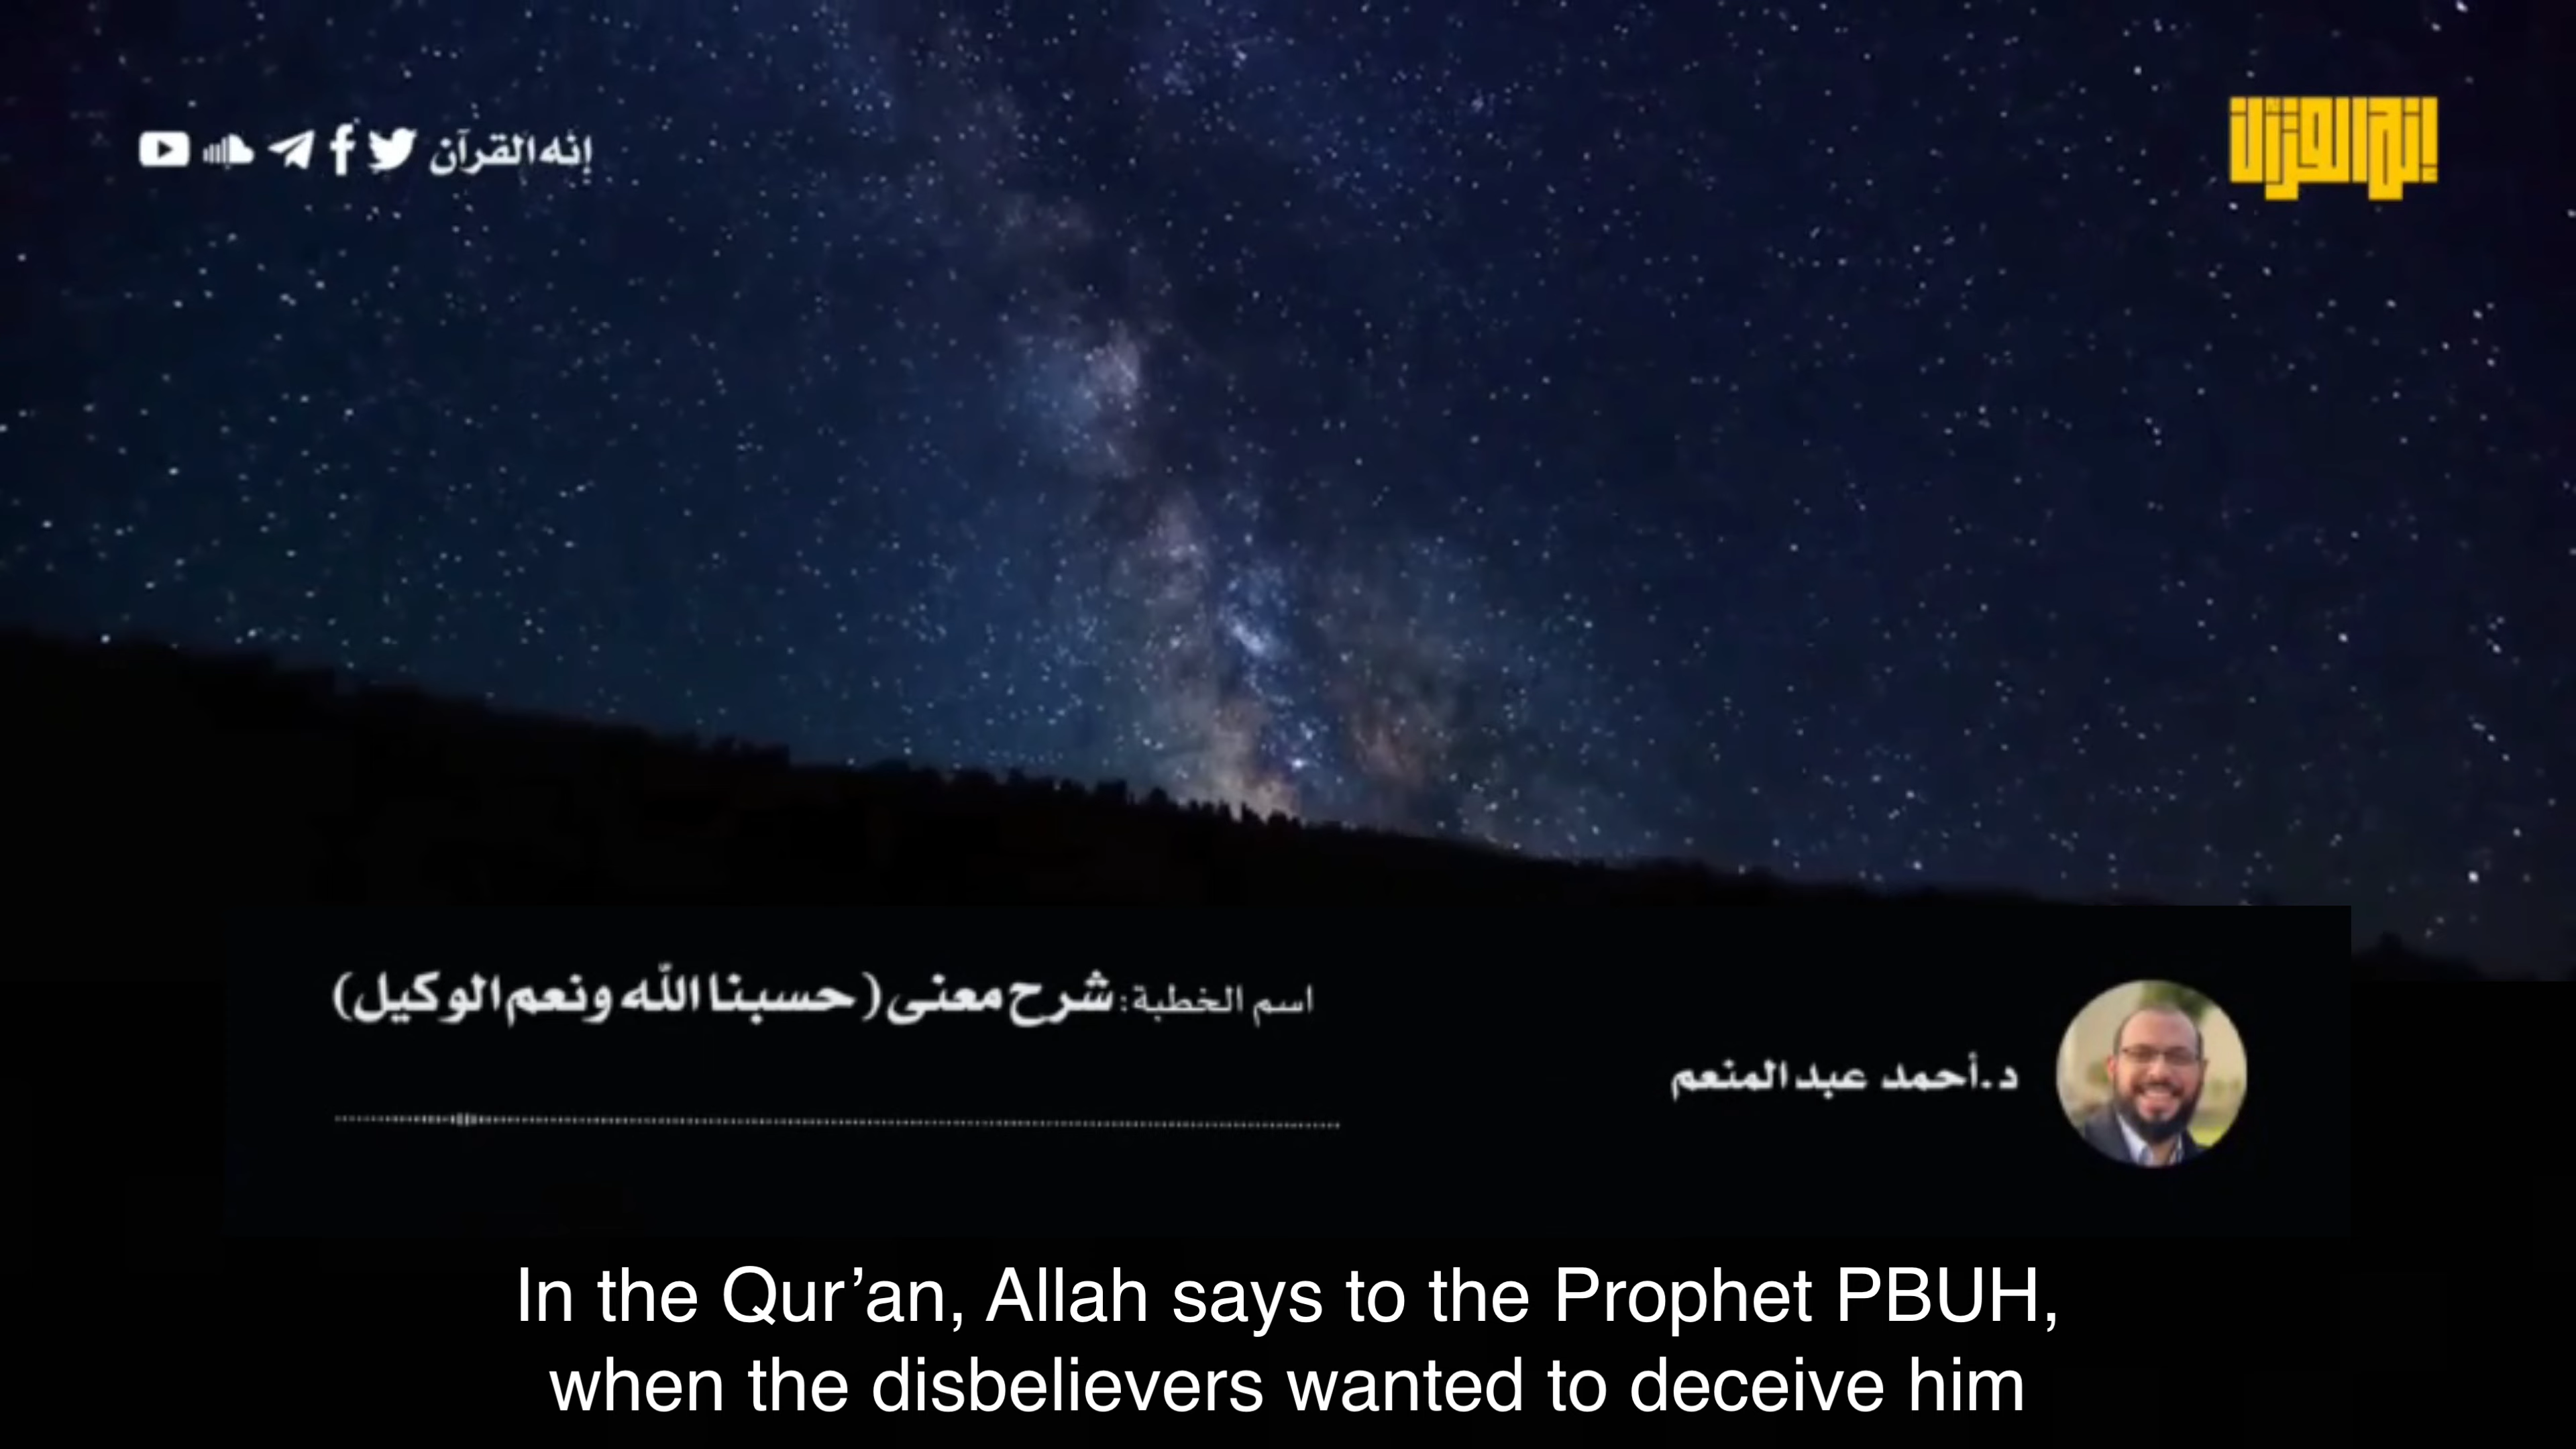 إنه القرآن
إنه القرآن
اسم الخطبة: شرح معنى (حسبنا الله ونعم الوكيل)
د.أحمد عبد المنعم
In the Qur’an, Allah says to the Prophet PBUH,
when the disbelievers wanted to deceive him